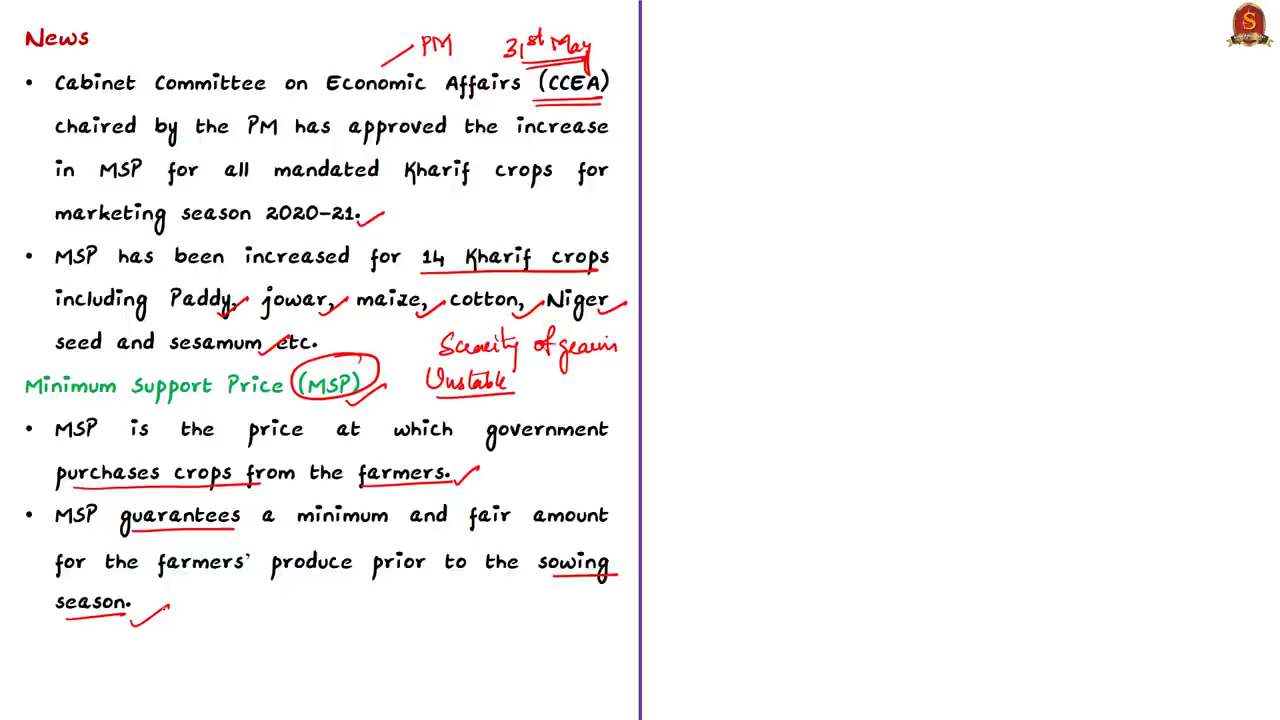 News
PM 31st May
• Cabinet Committee on Economic Affairs (CCEA)
chaired by the PM has approved the increase
in MSP for all mandated Kharif crops for
marketing season 2020-21.
• MSP has been increased for 14 Kharif crops
including Paddy, jowar, maize, cotton, Niger
seed and sesamum etc.
Scarcity of grains
Minimum Support Price (MSP)
Unstable
• MSP is the price at which government
purchases crops from the farmers.
• MSP guarantees a minimum and fair amount
for the farmers' produce prior to the sowing
season.
S